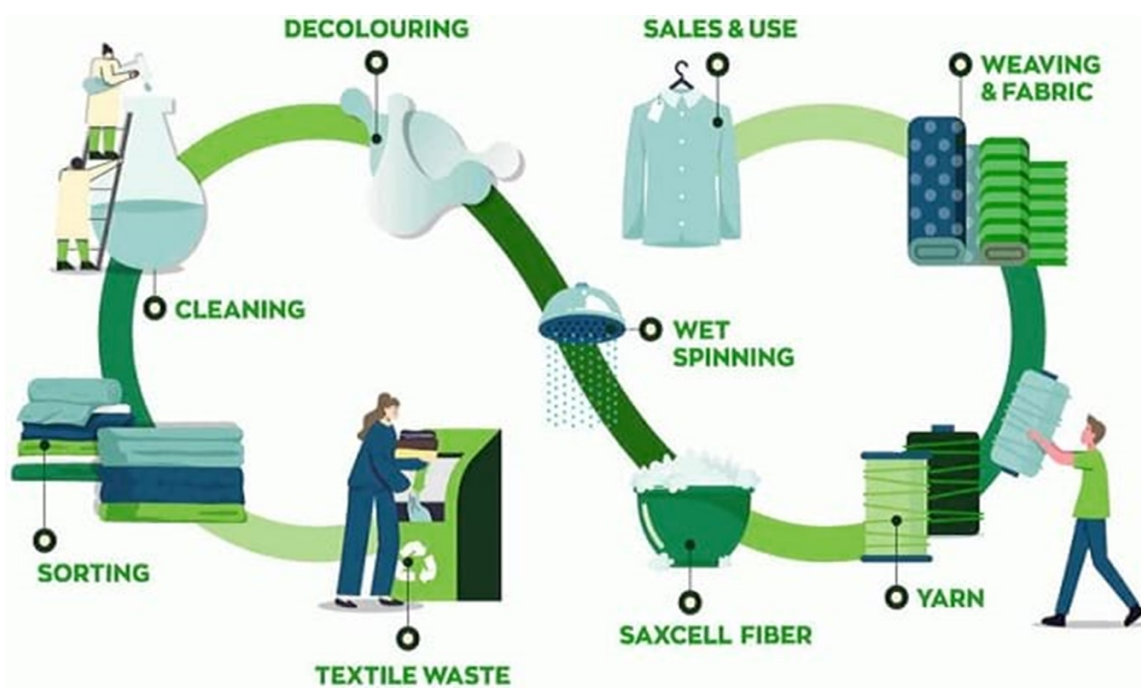 DECOLOURING
SALES & USE
WEAVING
& FABRIC
CLEANING
WET
SPINNING
SORTING
YARN
SAXCELL FIBER
TEXTILE WASTE